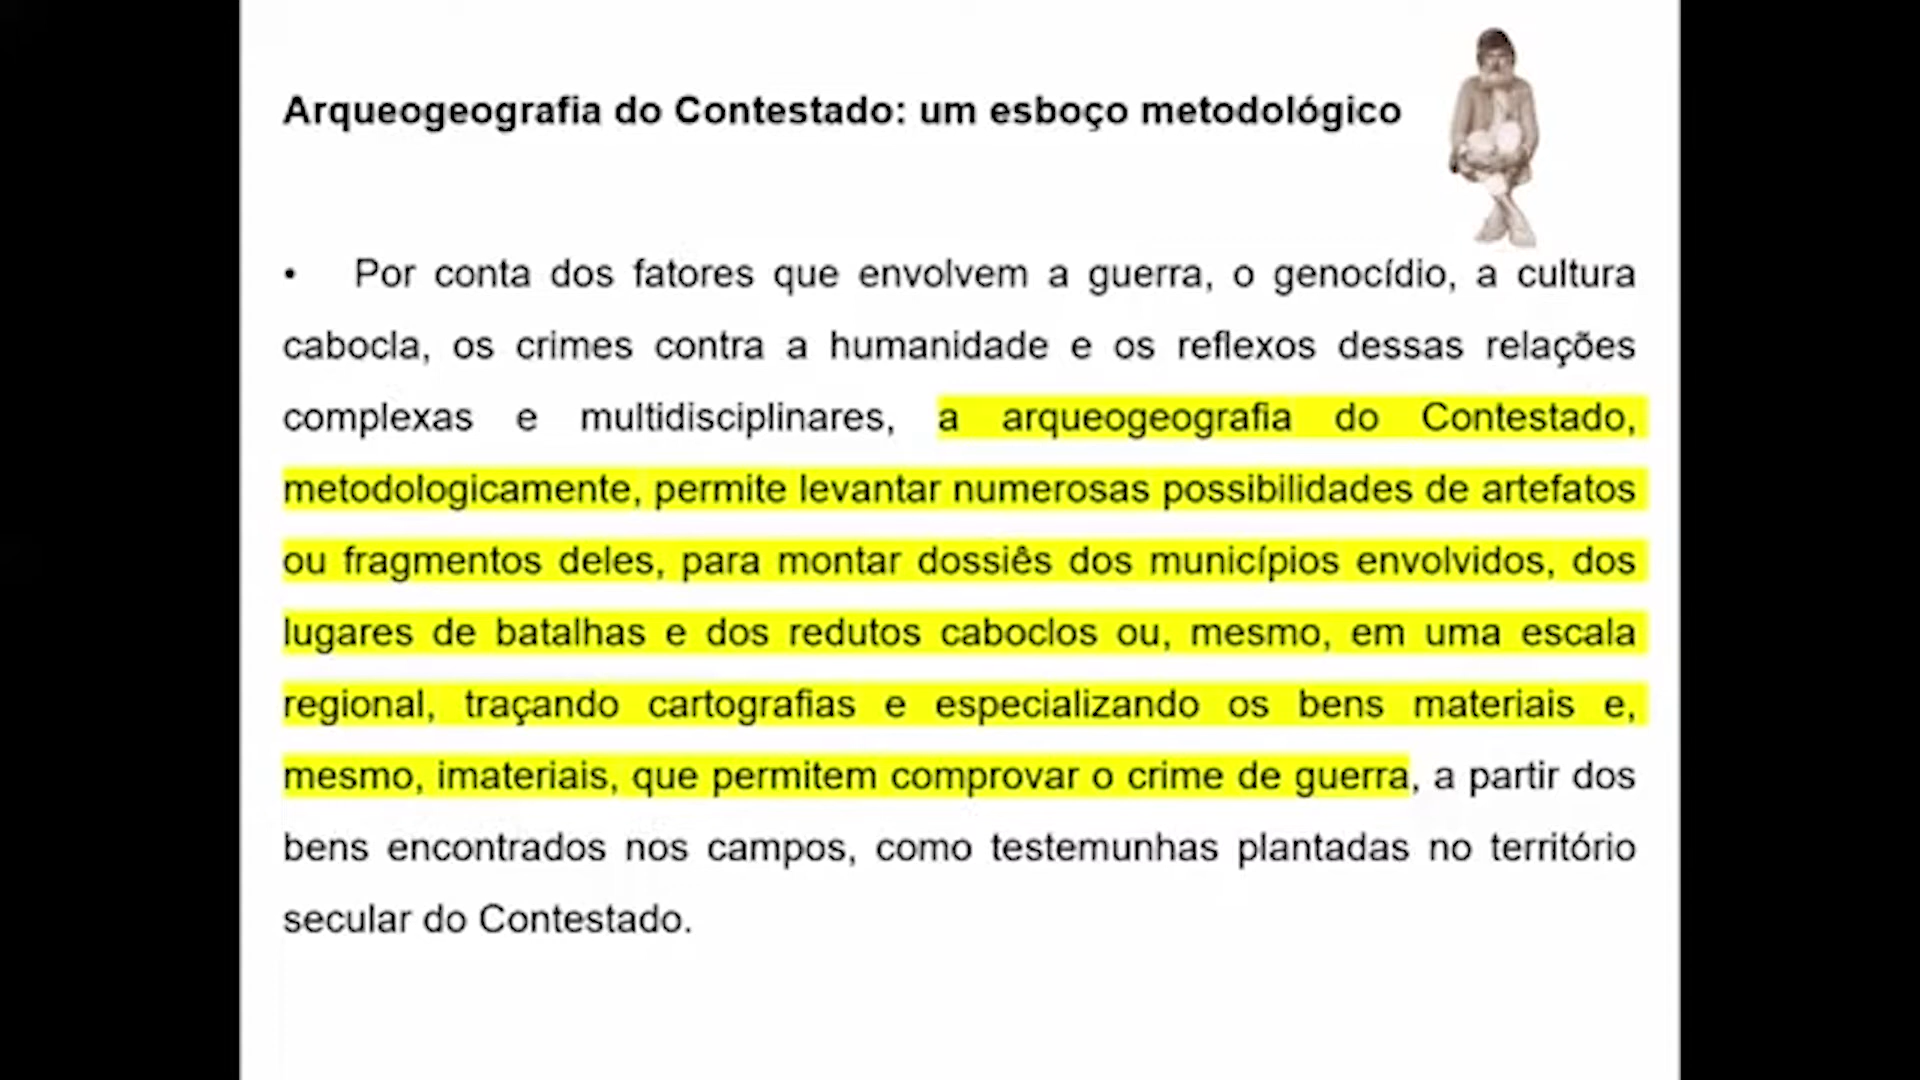 Arqueogeografia do Contestado: um esboço metodológico
• Por conta dos fatores que envolvem a guerra, o genocídio, a cultura
cabocla, os crimes contra a humanidade e os reflexos dessas relações
complexas e multidisciplinares, a arqueogeografia do Contestado,
metodologicamente, permite levantar numerosas possibilidades de artefatos
ou fragmentos deles, para montar dossiês dos municípios envolvidos, dos
lugares de batalhas e dos redutos caboclos ou, mesmo, em uma escala
regional, traçando cartografias e especializando os bens materiais e,
mesmo, imateriais, que permitem comprovar o crime de guerra, a partir dos
bens encontrados nos campos, como testemunhas plantadas no território
secular do Contestado.